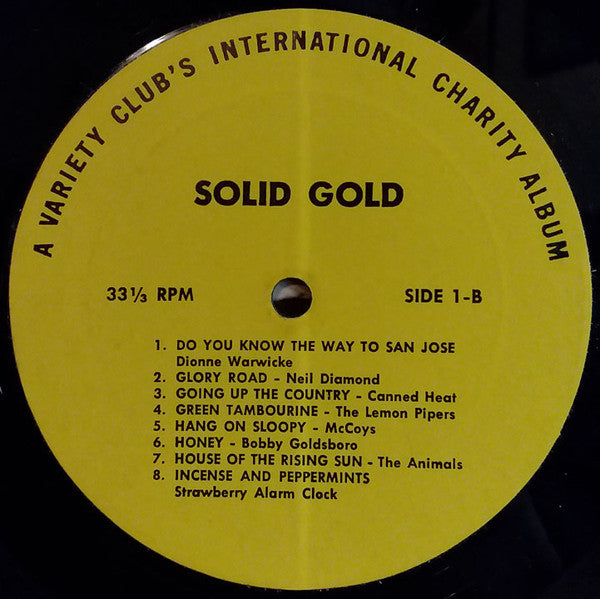 A VARIETY CLUB'S INTERNATIONAL CHARITY ALBUM
SOLID GOLD
33 1/3 RPM
SIDE 1-B
1. DO YOU KNOW THE WAY TO SAN JOSE
Dionne Warwicke
2. GLORY ROAD - Neil Diamond
3. GOING UP THE COUNTRY - Canned Heat
4. GREEN TAMBOURINE - The Lemon Pipers
5. HANG ON SLOOPY - McCoys
6. HONEY - Bobby Goldsboro
7. HOUSE OF THE RISING SUN - The Animals
8. INCENSE AND PEPPERMINTS
Strawberry Alarm Clock